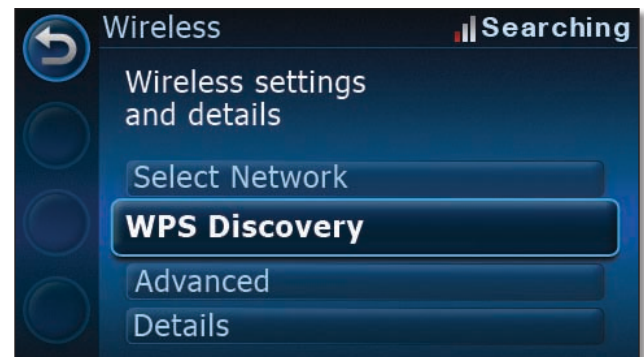 Wireless
Searching
Wireless settings
and details
Select Network
WPS Discovery
Advanced
Details